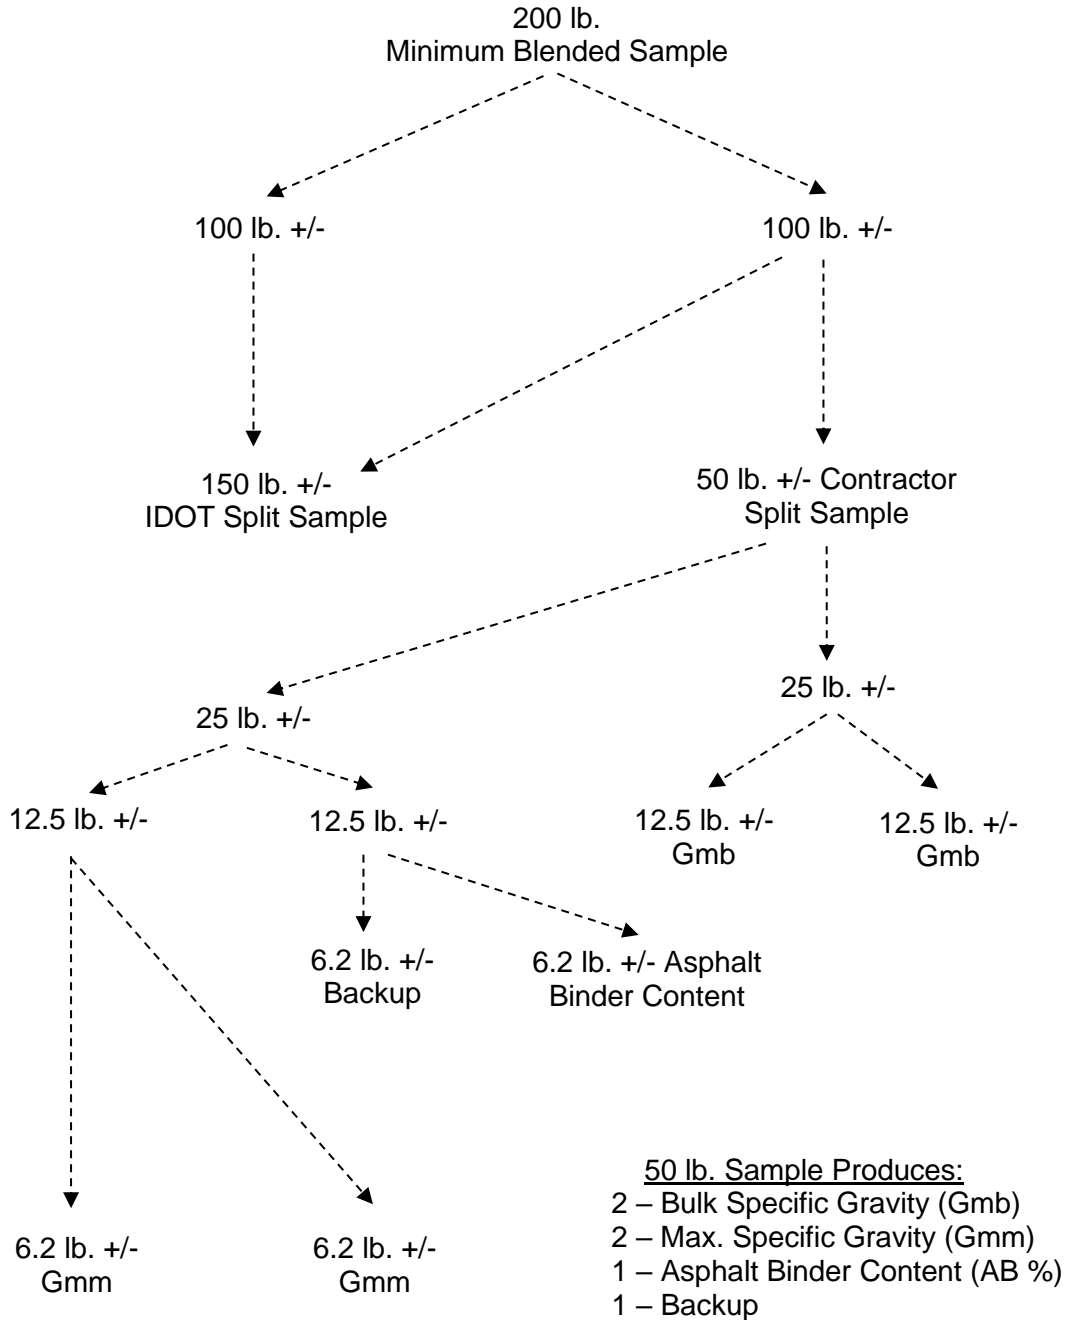 200 lb.
Minimum Blended Sample
100 lb. +/-
100 lb. +/-
150 lb. +/-
IDOT Split Sample
50 lb. +/- Contractor
Split Sample
25 lb. +/-
25 lb. +/-
12.5 lb. +/-
12.5 lb. +/-
12.5 lb. +/-
Gmb
12.5 lb. +/-
Gmb
6.2 lb. +/-
Backup
6.2 lb. +/- Asphalt
Binder Content
6.2 lb. +/-
Gmm
6.2 lb. +/-
Gmm
50 lb. Sample Produces:
2 – Bulk Specific Gravity (Gmb)
2 – Max. Specific Gravity (Gmm)
1 – Asphalt Binder Content (AB %)
1 – Backup